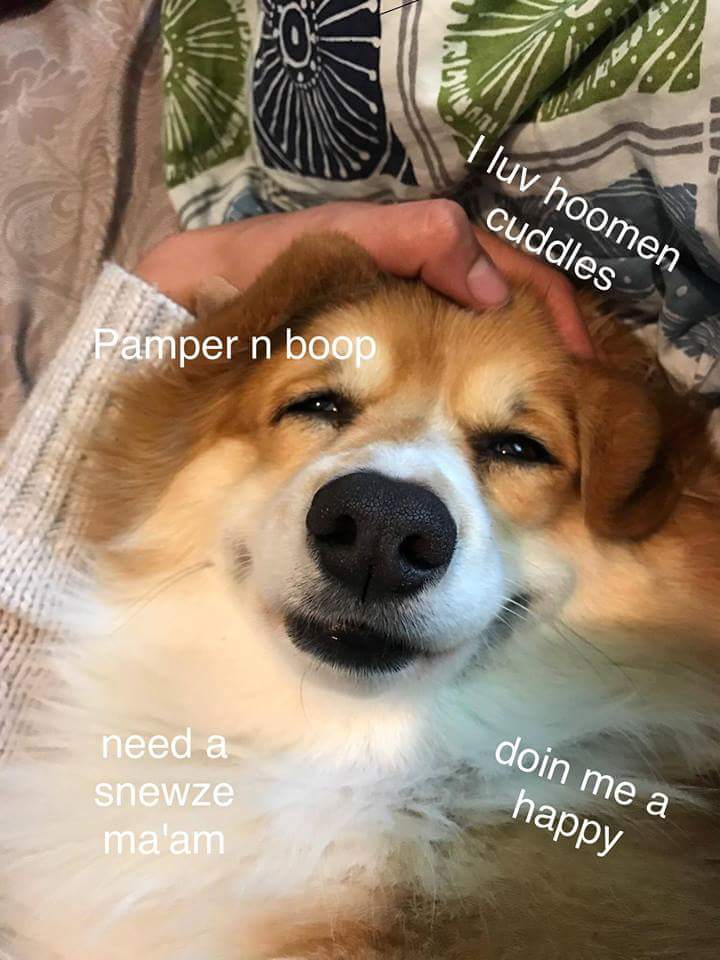 I luv hoomen
cuddles
Pamper n boop
need a
snewze
ma'am
doin me a
happy